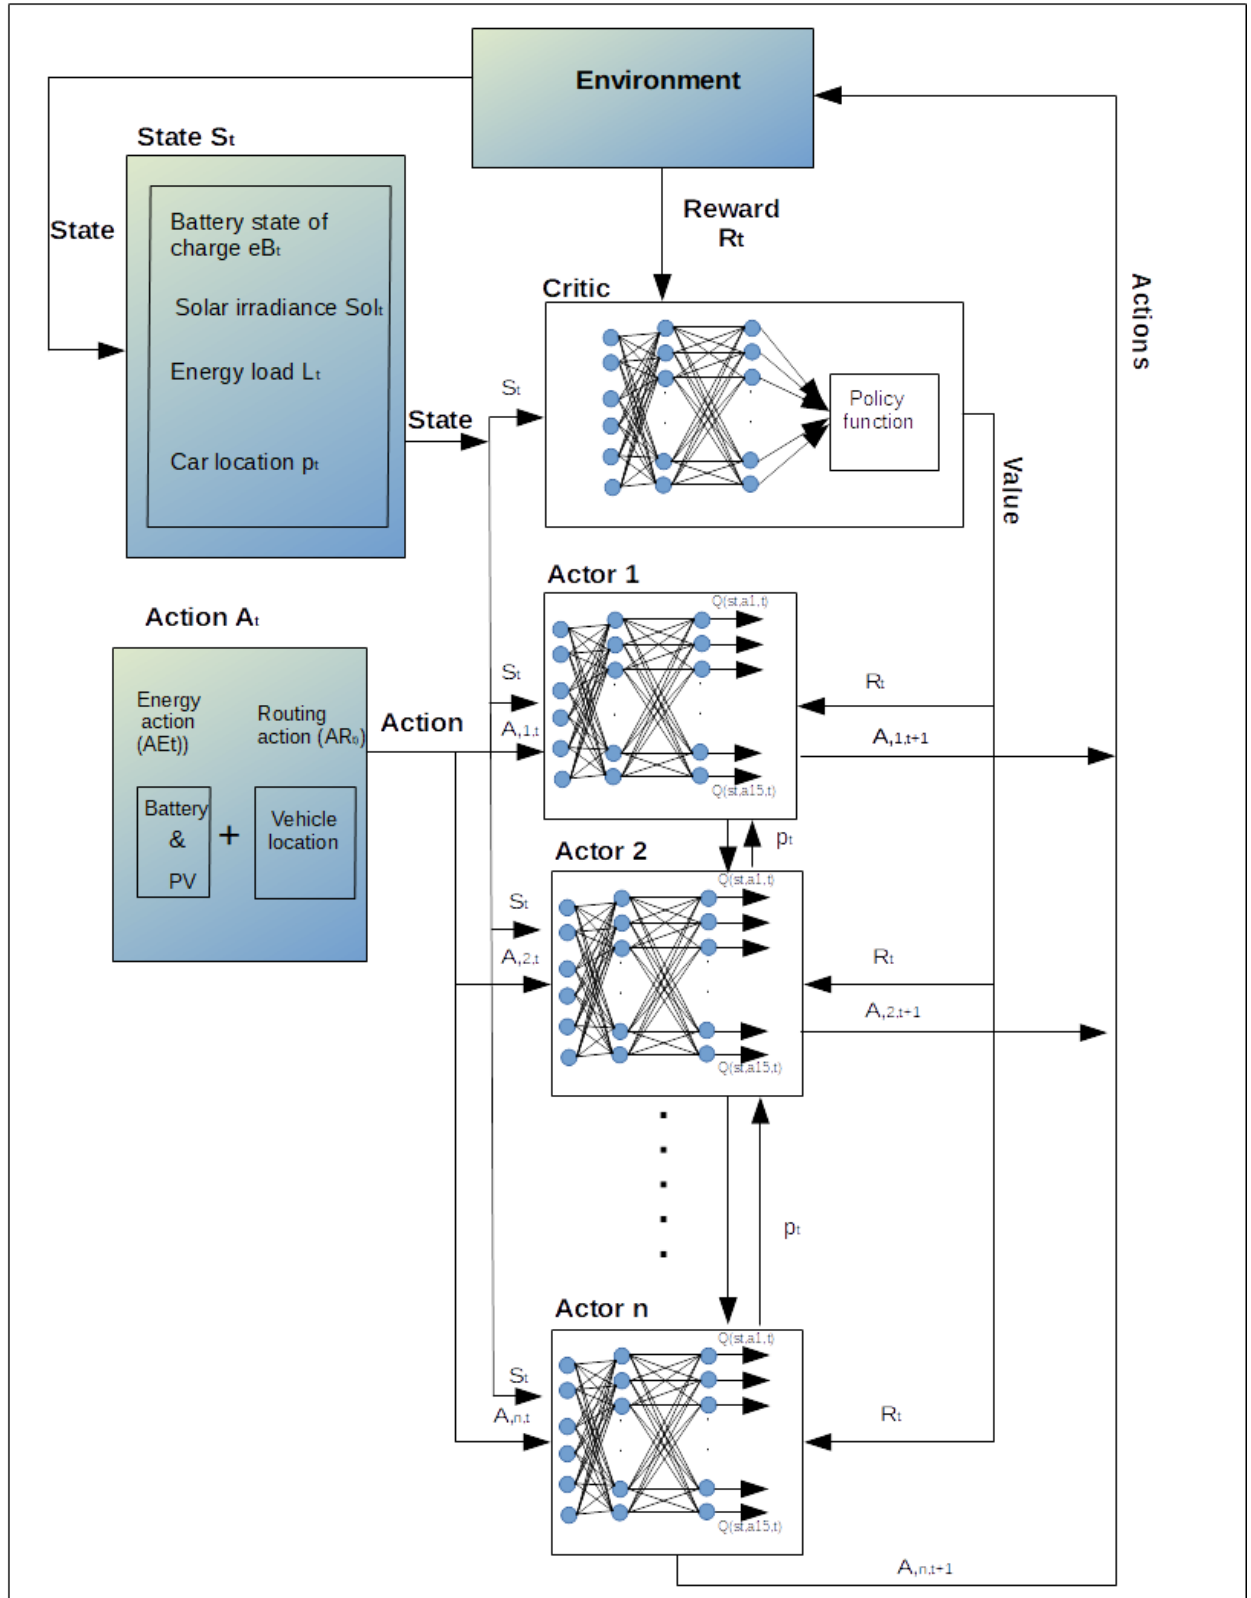 Environment
State St
State
Battery state of
charge eBt
Solar irradiance Solt
Energy load Lt
Car location pt
Reward
Rt
Critic
St
State
Policy
function
Value
Actions
Actor 1
Q(st,a1,t)
St
A,1,t
Q(st,a15,t)
Rt
A,1,t+1
Action At
Energy
action
(AEt))
Routing
action (ARt)
Action
Battery
&
PV
+
Vehicle
location
pt
Actor 2
Q(st,a1,t)
St
A,2,t
Q(st,a15,t)
Rt
A,2,t+1
pt
Actor n
Q(st,a1,t)
St
A,n,t
Q(st,a15,t)
Rt
A,n,t+1